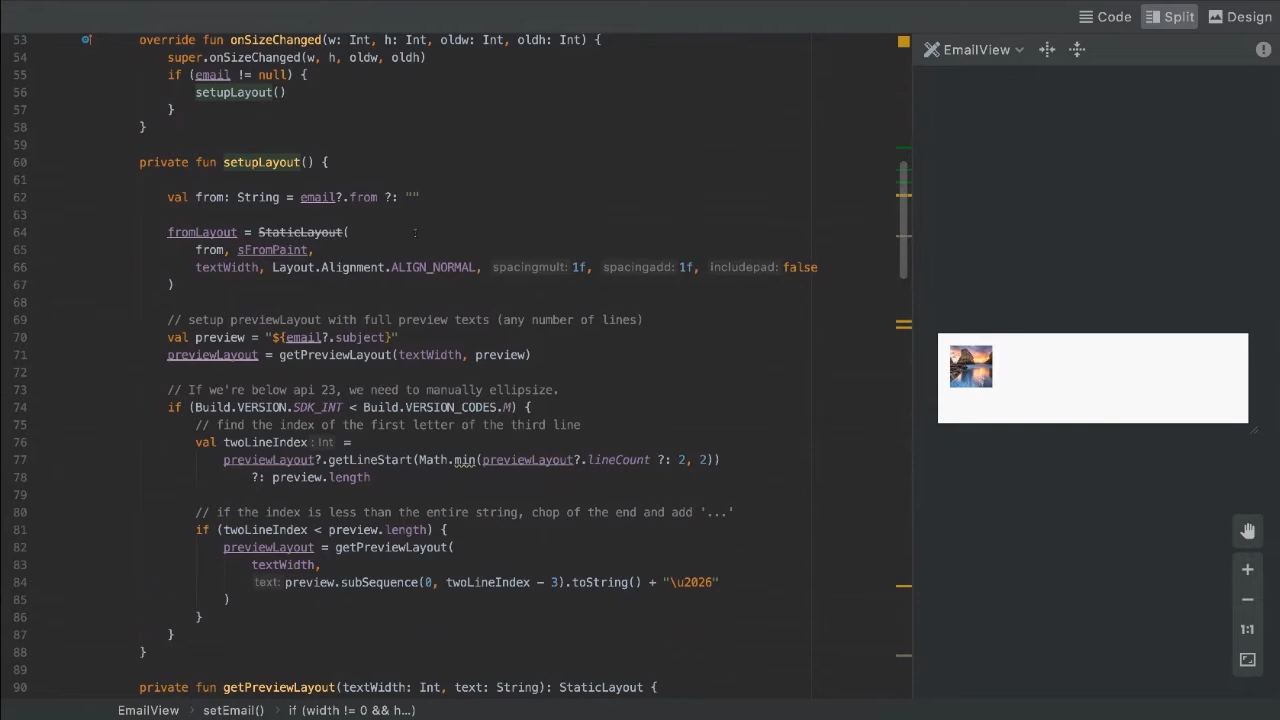 Code Split Design
EmailView
53 override fun onSizeChanged(w: Int, h: Int, oldw: Int, oldh: Int) {
54 super.onSizeChanged(w, h, oldw, oldh)
55 if (email != null) {
56 setupLayout()
57 }
58 }
59
60 private fun setupLayout() {
61
62 val from: String = email?.from ?: ""
63
64 fromLayout = StaticLayout(
65 from, sFromPaint,
66 textWidth, Layout.Alignment.ALIGN_NORMAL, spacingmult: 1f, spacingadd: 1f, includepad: false
67 )
68
69 // setup previewLayout with full preview texts (any number of lines)
70 val preview = "${email?.subject}"
71 previewLayout = getPreviewLayout(textWidth, preview)
72
73 // If we're below api 23, we need to manually ellipsize.
74 if (Build.VERSION.SDK_INT < Build.VERSION_CODES.M) {
75 // find the index of the first letter of the third line
76 val twoLineIndex : Int =
77 previewLayout?.getLineStart(Math.min(previewLayout?.lineCount ?: 2, 2))
78 ?: preview.length
79
80 // if the index is less than the entire string, chop of the end and add '...'
81 if (twoLineIndex < preview.length) {
82 previewLayout = getPreviewLayout(
83 textWidth,
84 text: preview.subSequence(0, twoLineIndex - 3).toString() + "\u2026"
85 )
86 }
87 }
88 }
89
90 private fun getPreviewLayout(textWidth: Int, text: String): StaticLayout {
1:1
EmailView > setEmail() > if (width != 0 && h...)